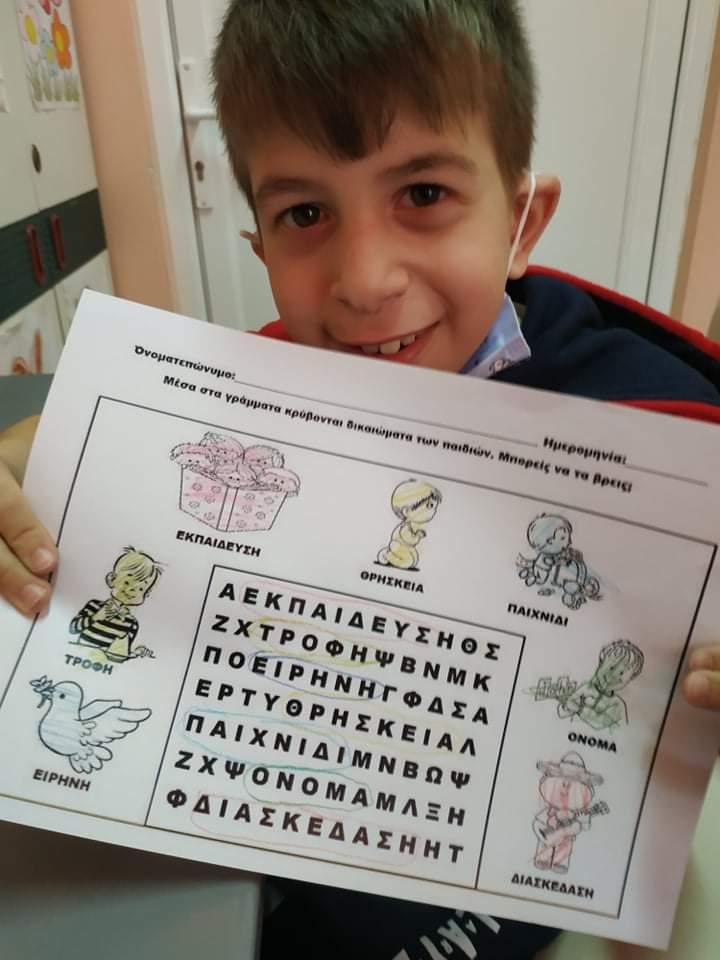 Όνοματεπώνυμο: Ημερομηνία:
Μέσα στα γράμματα κρύβονται δικαιώματα των παιδιών. Μπορείς να τα βρεις;
ΕΚΠΑΙΔΕΥΣΗ
ΘΡΗΣΚΕΙΑ
ΠΑΙΧΝΙΔΙ
ΤΡΟΦΗ
ΕΙΡΗΝΗ
ΑΕΚΠΑΙΔΕΥΣΗΘΣ
ΖΧΤΡΟΦΗΨΒΝΜΚ
ΠΟΕΙΡΗΝΗΓΦΔΣΑ
ΕΡΤΥΘΡΗΣΚΕΙΑΛ
ΠΑΙΧΝΙΔΙΜΝΒΩΨ
ΖΧΨΟΝΟΜΑΜΛΞΗ
ΦΔΙΑΣΚΕΔΑΣΗΗΤ
ΟΝΟΜΑ
ΔΙΑΣΚΕΔΑΣΗ